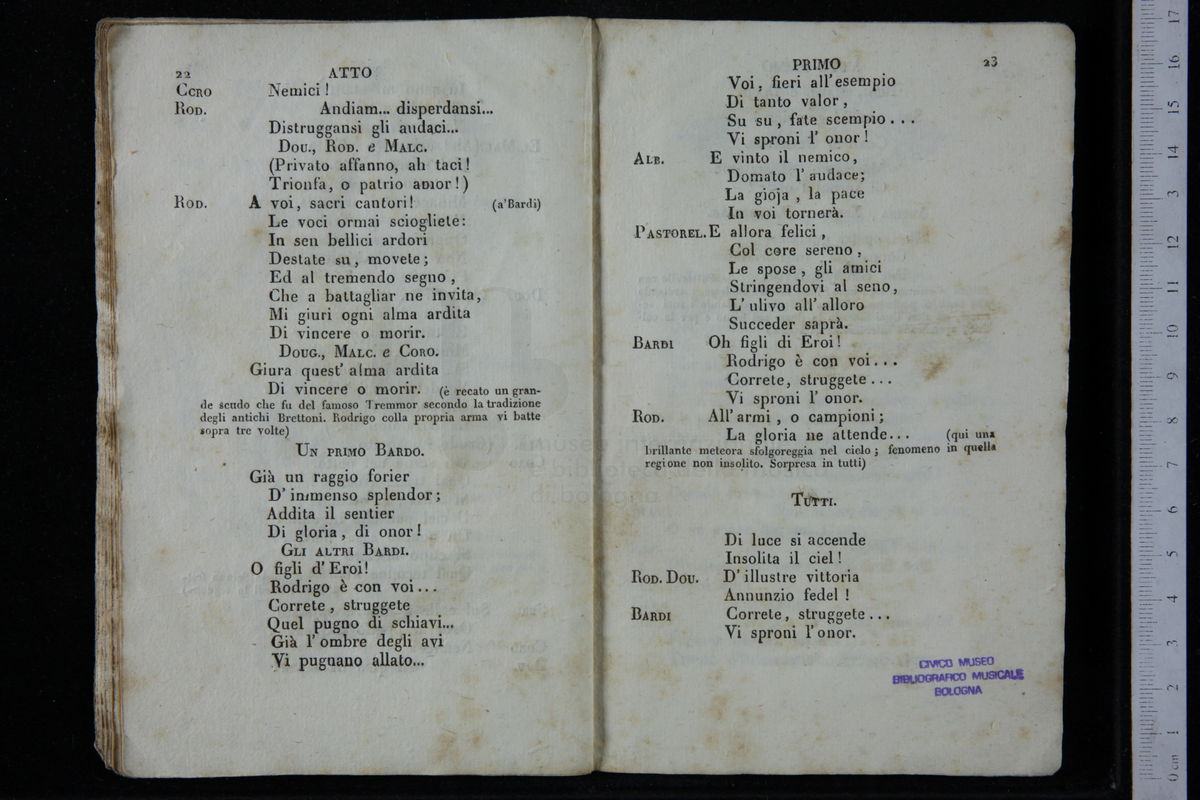 22 ATTO
Ccro Nemici!
Rod. Andiam... disperdansi...
Distruggansi gli audaci...
Dou., Rod. e Malc.
(Privato affanno, ah taci!
Trionfa, o patrio amor!)
Rod. A voi, sacri cantori! (a'Bardi)
Le voci ormai sciogliete:
In sen bellici ardori
Destate su, movete;
Ed al tremendo segno,
Che a battagliar ne invita,
Mi giuri ogni alma ardita
Di vincere o morir.
Doug., Malc. e Coro.
Giura quest' alma ardita
Di vincere o morir. (è recato un gran-
de scudo che fu del famoso Tremmor secondo la tradizione
degli antichi Brettoni. Rodrigo colla propria arma vi batte
sopra tre volte)
Un primo Bardo.
Già un raggio forier
D' immenso splendor;
Addita il sentier
Di gloria, di onor!
Gli altri Bardi.
O figli d'Eroi!
Rodrigo è con voi...
Correte, struggete
Quel pugno di schiavi...
Già l'ombre degli avi
Vi pugnano allato...
PRIMO 23
Voi, fieri all'esempio
Di tanto valor,
Su su, fate scempio...
Vi sproni l' onor!
Alb. E vinto il nemico,
Domato l'audace;
La gioja, la pace
In voi tornerà.
Pastorel. E allora felici,
Col core sereno,
Le spose, gli amici
Stringendovi al seno,
L'ulivo all'alloro
Succeder saprà.
Bardi Oh figli di Eroi!
Rodrigo è con voi...
Correte, struggete...
Vi sproni l' onor.
Rod. All'armi, o campioni;
La gloria ne attende... (qui una
brillante meteora sfolgoreggia nel cielo; fenomeno in quella
regione non insolito. Sorpresa in tutti)
Tutti.
Di luce si accende
Insolita il ciel!
Rod. Dou. D'illustre vittoria
Annunzio fedel!
Bardi Correte, struggete...
Vi sproni l'onor.
CIVICO MUSEO
BIBLIOGRAFICO MUSICALE
BOLOGNA